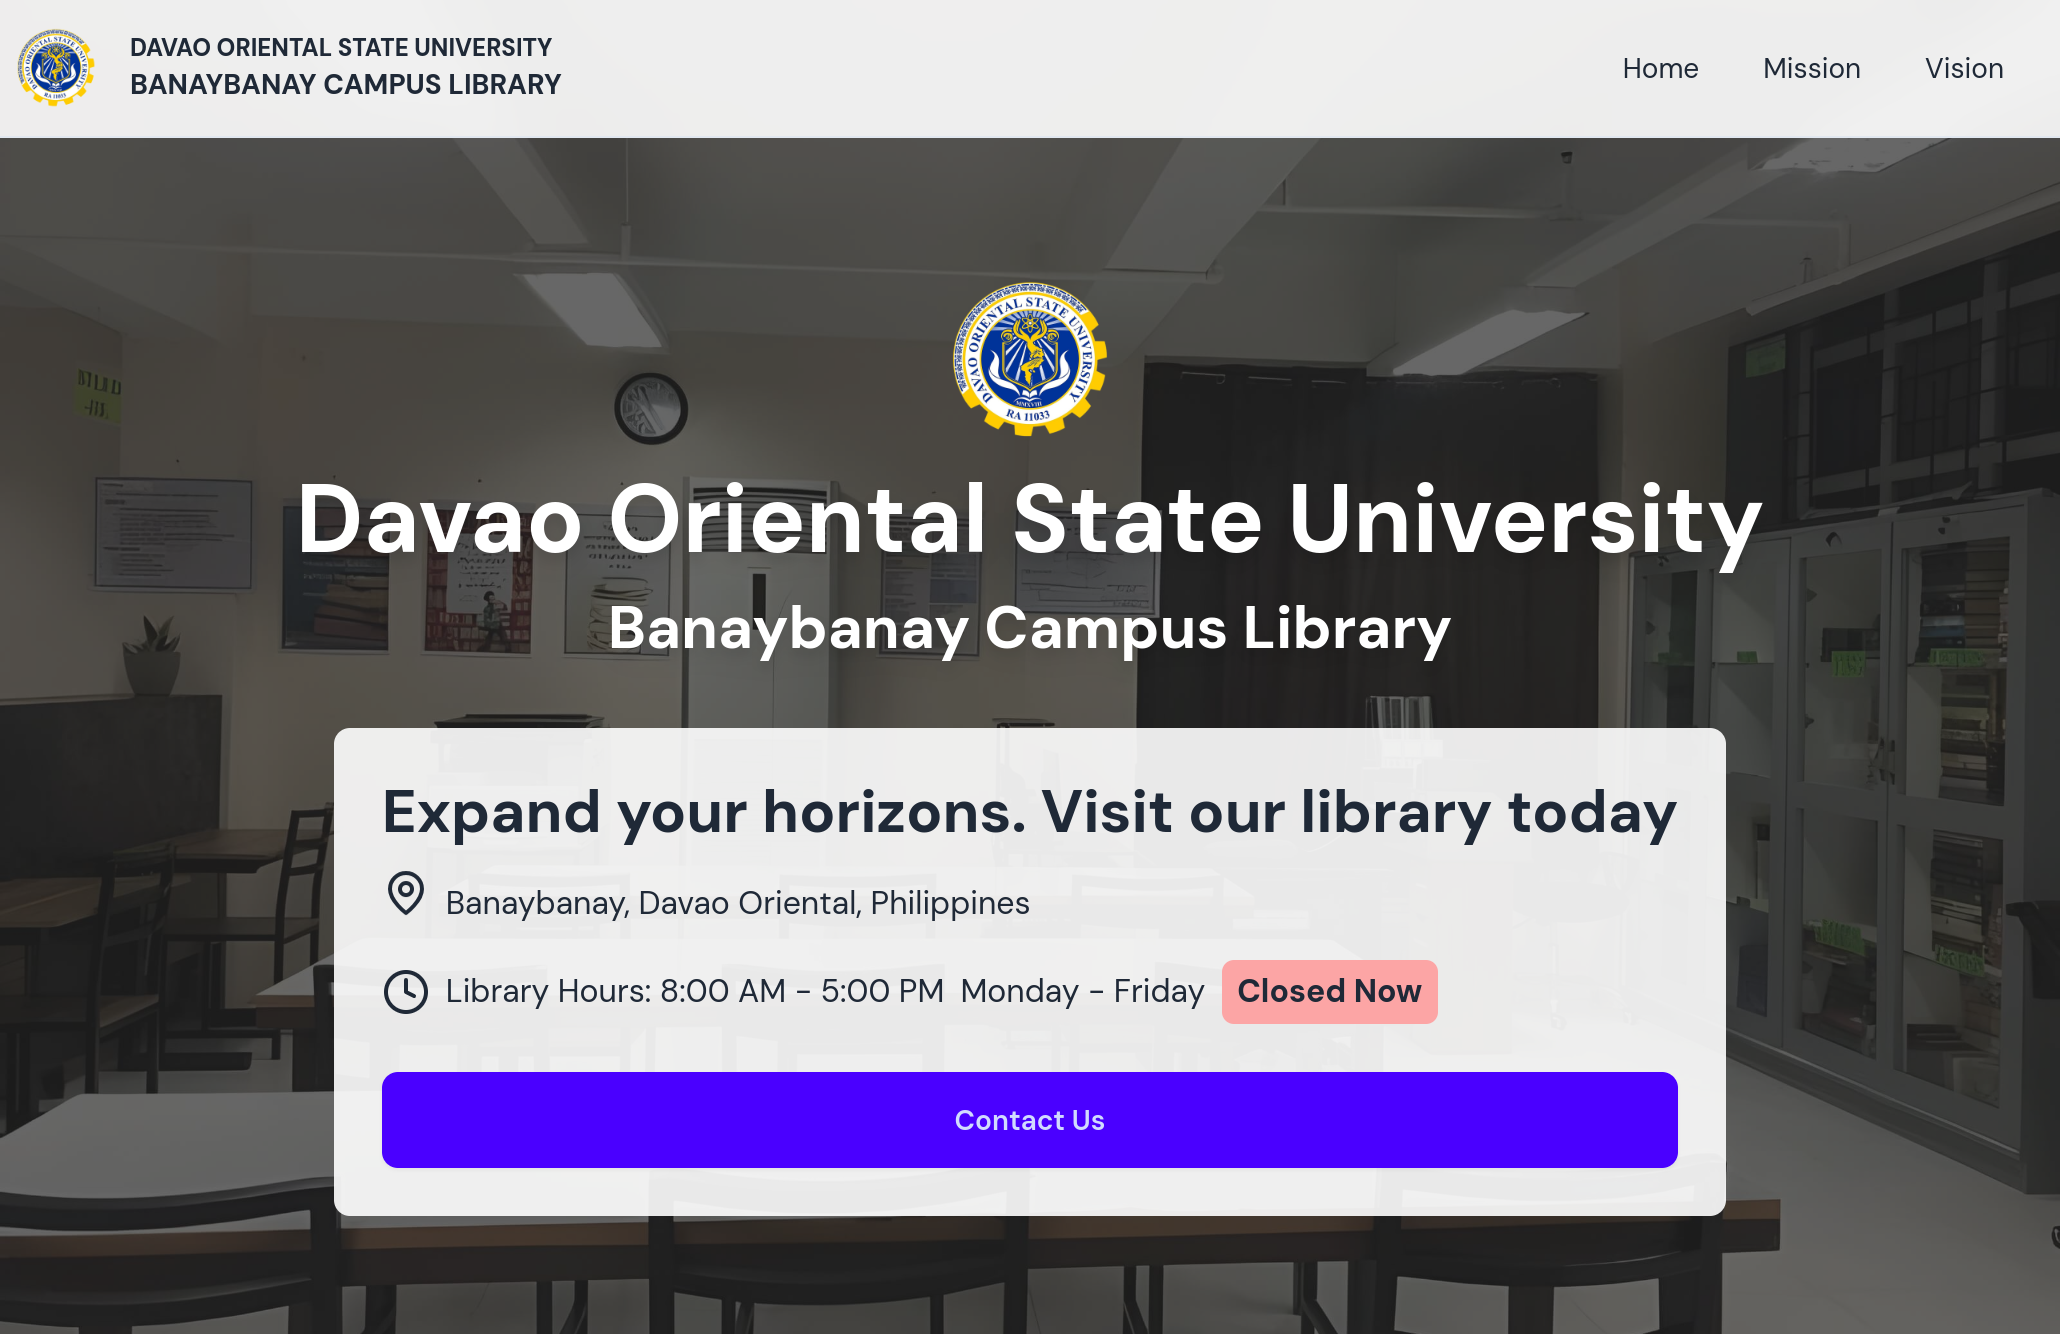 DAVAO ORIENTAL STATE UNIVERSITY
BANAYBANAY CAMPUS LIBRARY
Home
Mission
Vision
DAVAO ORIENTAL STATE UNIVERSITY
MMXVIII
RA 11033
Davao Oriental State University
Banaybanay Campus Library
Expand your horizons. Visit our library today
Banaybanay, Davao Oriental, Philippines
Library Hours: 8:00 AM - 5:00 PM Monday - Friday Closed Now
Contact Us